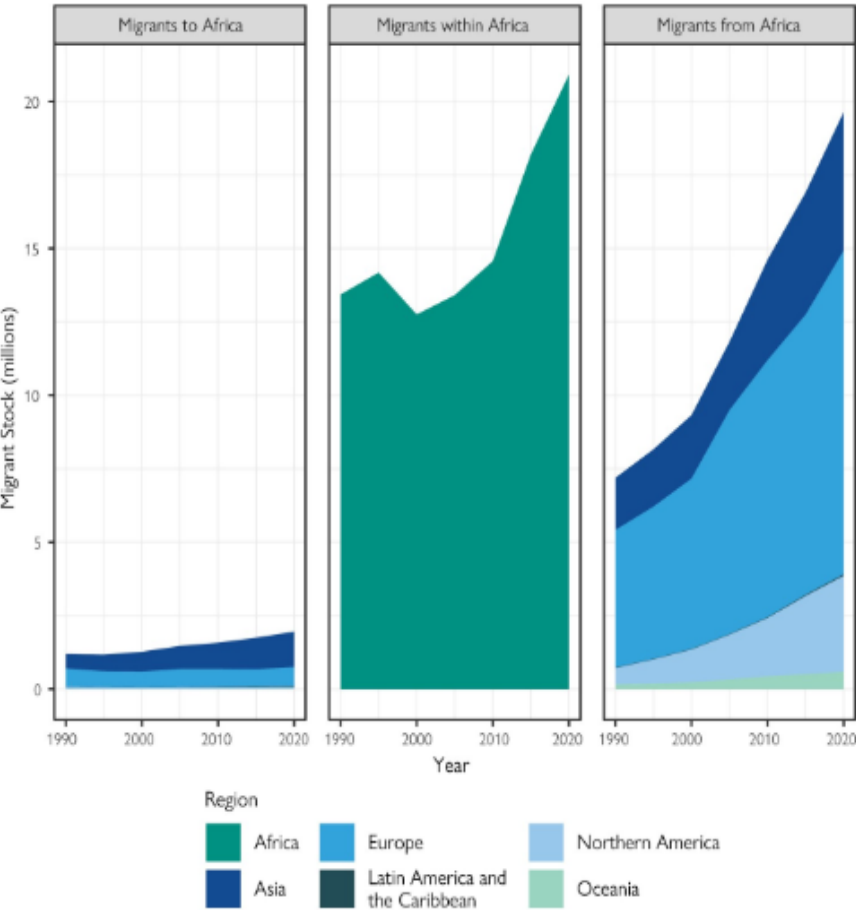 Migrants to Africa
Migrants within Africa
Migrants from Africa
Migrant Stock (millions)
20
15
10
5
0
1990 2000 2010 2020
1990 2000 2010 2020
1990 2000 2010 2020
Year
Region
Africa
Europe
Northern America
Asia
Latin America and
the Caribbean
Oceania